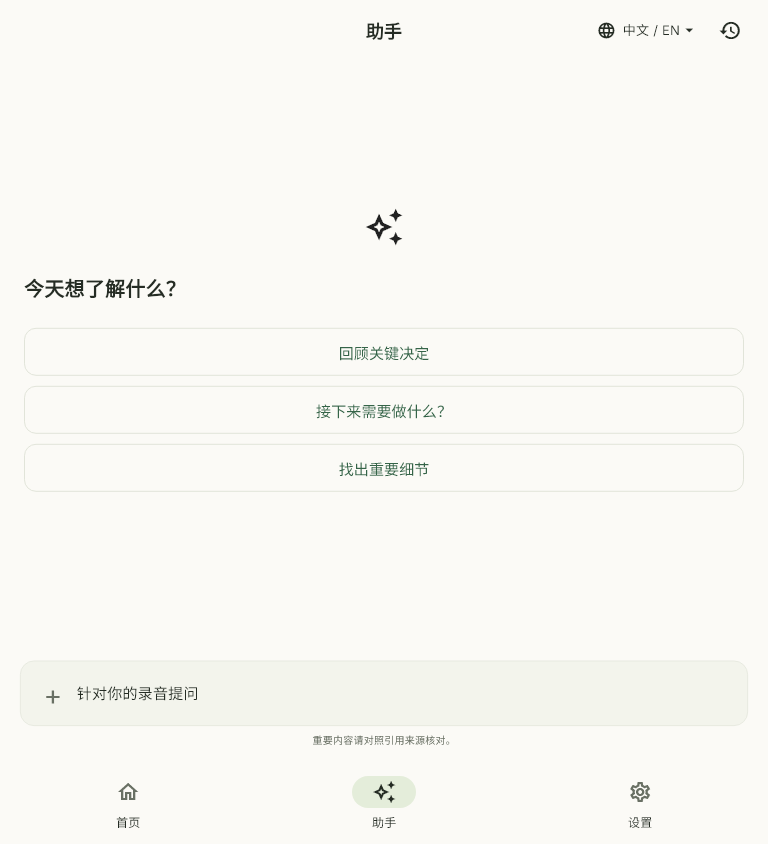 助手
中文 / EN
今天想了解什么？
回顾关键决定
接下来需要做什么？
找出重要细节
针对你的录音提问
重要内容请对照引用来源核对。
首页
助手
设置